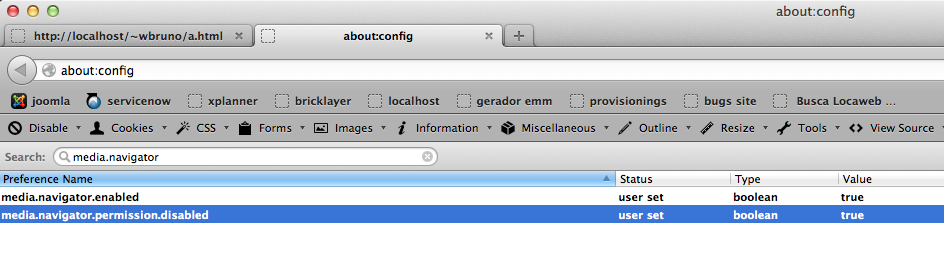 about:config
http://localhost/~wbruno/a.html about:config
about:config
joomla servicenow xplanner bricklayer localhost gerador emm provisionings bugs site Busca Locaweb ...
Disable Cookies CSS Forms Images Information Miscellaneous Outline Resize Tools View Source
Search: media.navigator
Preference Name Status Type Value
media.navigator.enabled user set boolean true
media.navigator.permission.disabled user set boolean true